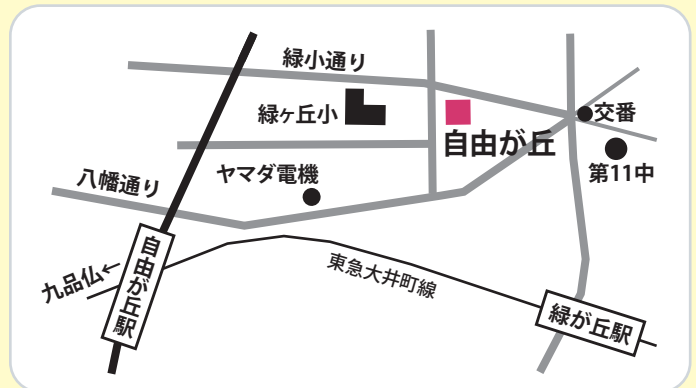 緑小通り
緑ヶ丘小
交番
自由が丘
第11中
ヤマダ電機
八幡通り
自由が丘駅
九品仏←
東急大井町線
緑が丘駅